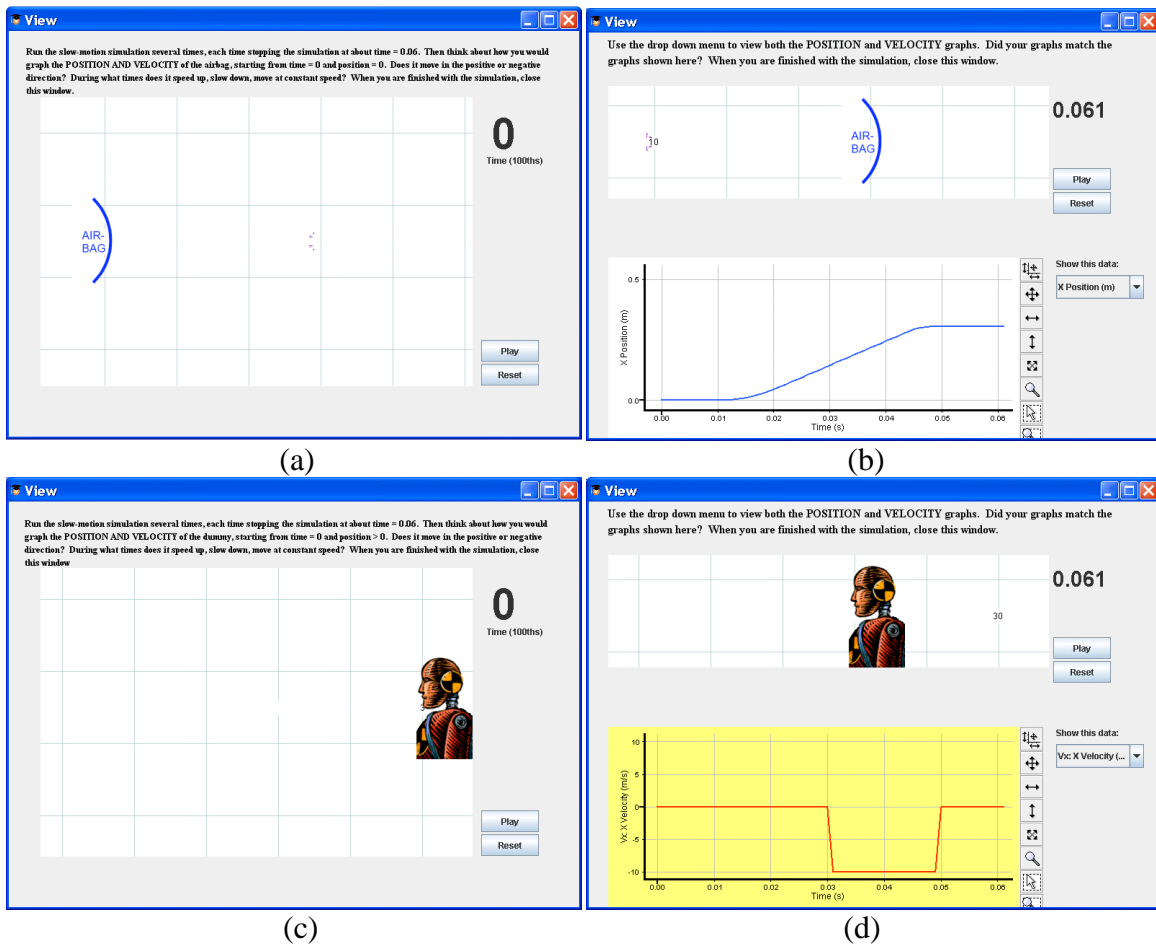 View
Run the slow-motion simulation several times, each time stopping the simulation at about time = 0.06. Then think about how you would
graph the POSITION AND VELOCITY of the airbag, starting from time = 0 and position = 0. Does it move in the positive or negative
direction? During what times does it speed up, slow down, move at constant speed? When you are finished with the simulation, close
this window.
0
Time (100ths)
AIR-
BAG
Play
Reset
(a)
View
Use the drop down menu to view both the POSITION and VELOCITY graphs. Did your graphs match the
graphs shown here? When you are finished with the simulation, close this window.
0.061
10
AIR-
BAG
Play
Reset
Show this data:
X Position (m)
0.5
0.0
X Position (m)
0.00 0.01 0.02 0.03 0.04 0.05 0.06
Time (s)
(b)
View
Run the slow-motion simulation several times, each time stopping the simulation at about time = 0.06. Then think about how you would
graph the POSITION AND VELOCITY of the dummy, starting from time = 0 and position > 0. Does it move in the positive or negative
direction? During what times does it speed up, slow down, move at constant speed? When you are finished with the simulation, close
this window
0
Time (100ths)
3
Play
Reset
(c)
View
Use the drop down menu to view both the POSITION and VELOCITY graphs. Did your graphs match the
graphs shown here? When you are finished with the simulation, close this window.
0.061
30
Play
Reset
Show this data:
Vx: X Velocity (...
10
5
0
-5
-10
Vx: X Velocity (m/s)
0.00 0.01 0.02 0.03 0.04 0.05 0.06
Time (s)
(d)